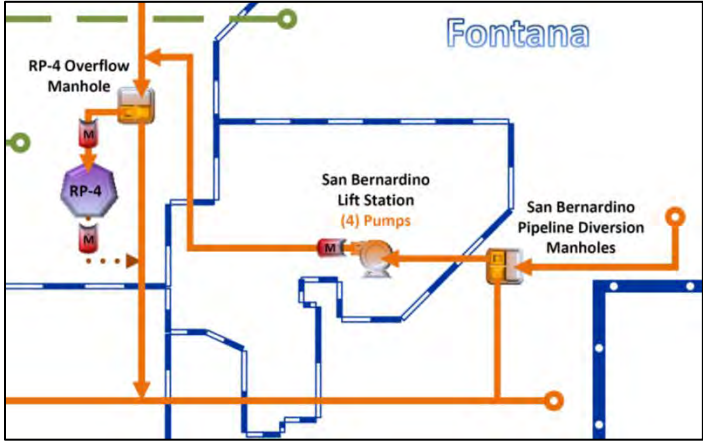 Fontana
RP-4 Overflow
Manhole
M
RP-4
M
San Bernardino
Lift Station
(4) Pumps
M
San Bernardino
Pipeline Diversion
Manholes